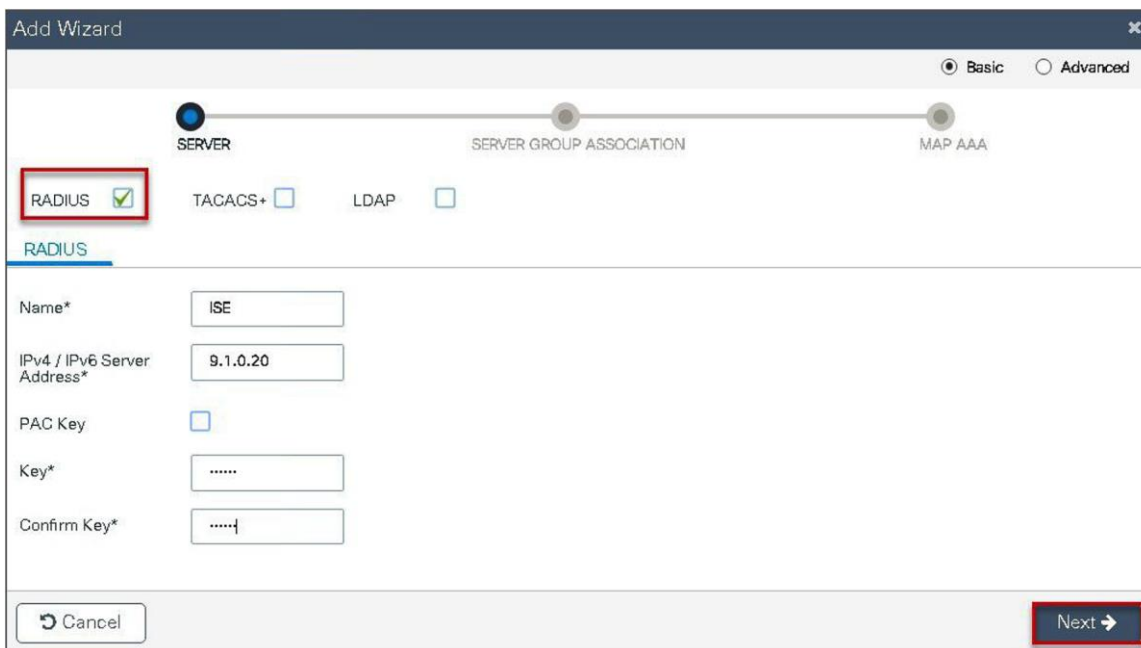 Add Wizard
Basic
Advanced
SERVER
SERVER GROUP ASSOCIATION
MAP AAA
RADIUS
TACACS+
LDAP
RADIUS
Name*
ISE
IPv4 / IPv6 Server
Address*
9.1.0.20
PAC Key
Key*
••••••
Confirm Key*
••••••
Cancel
Next